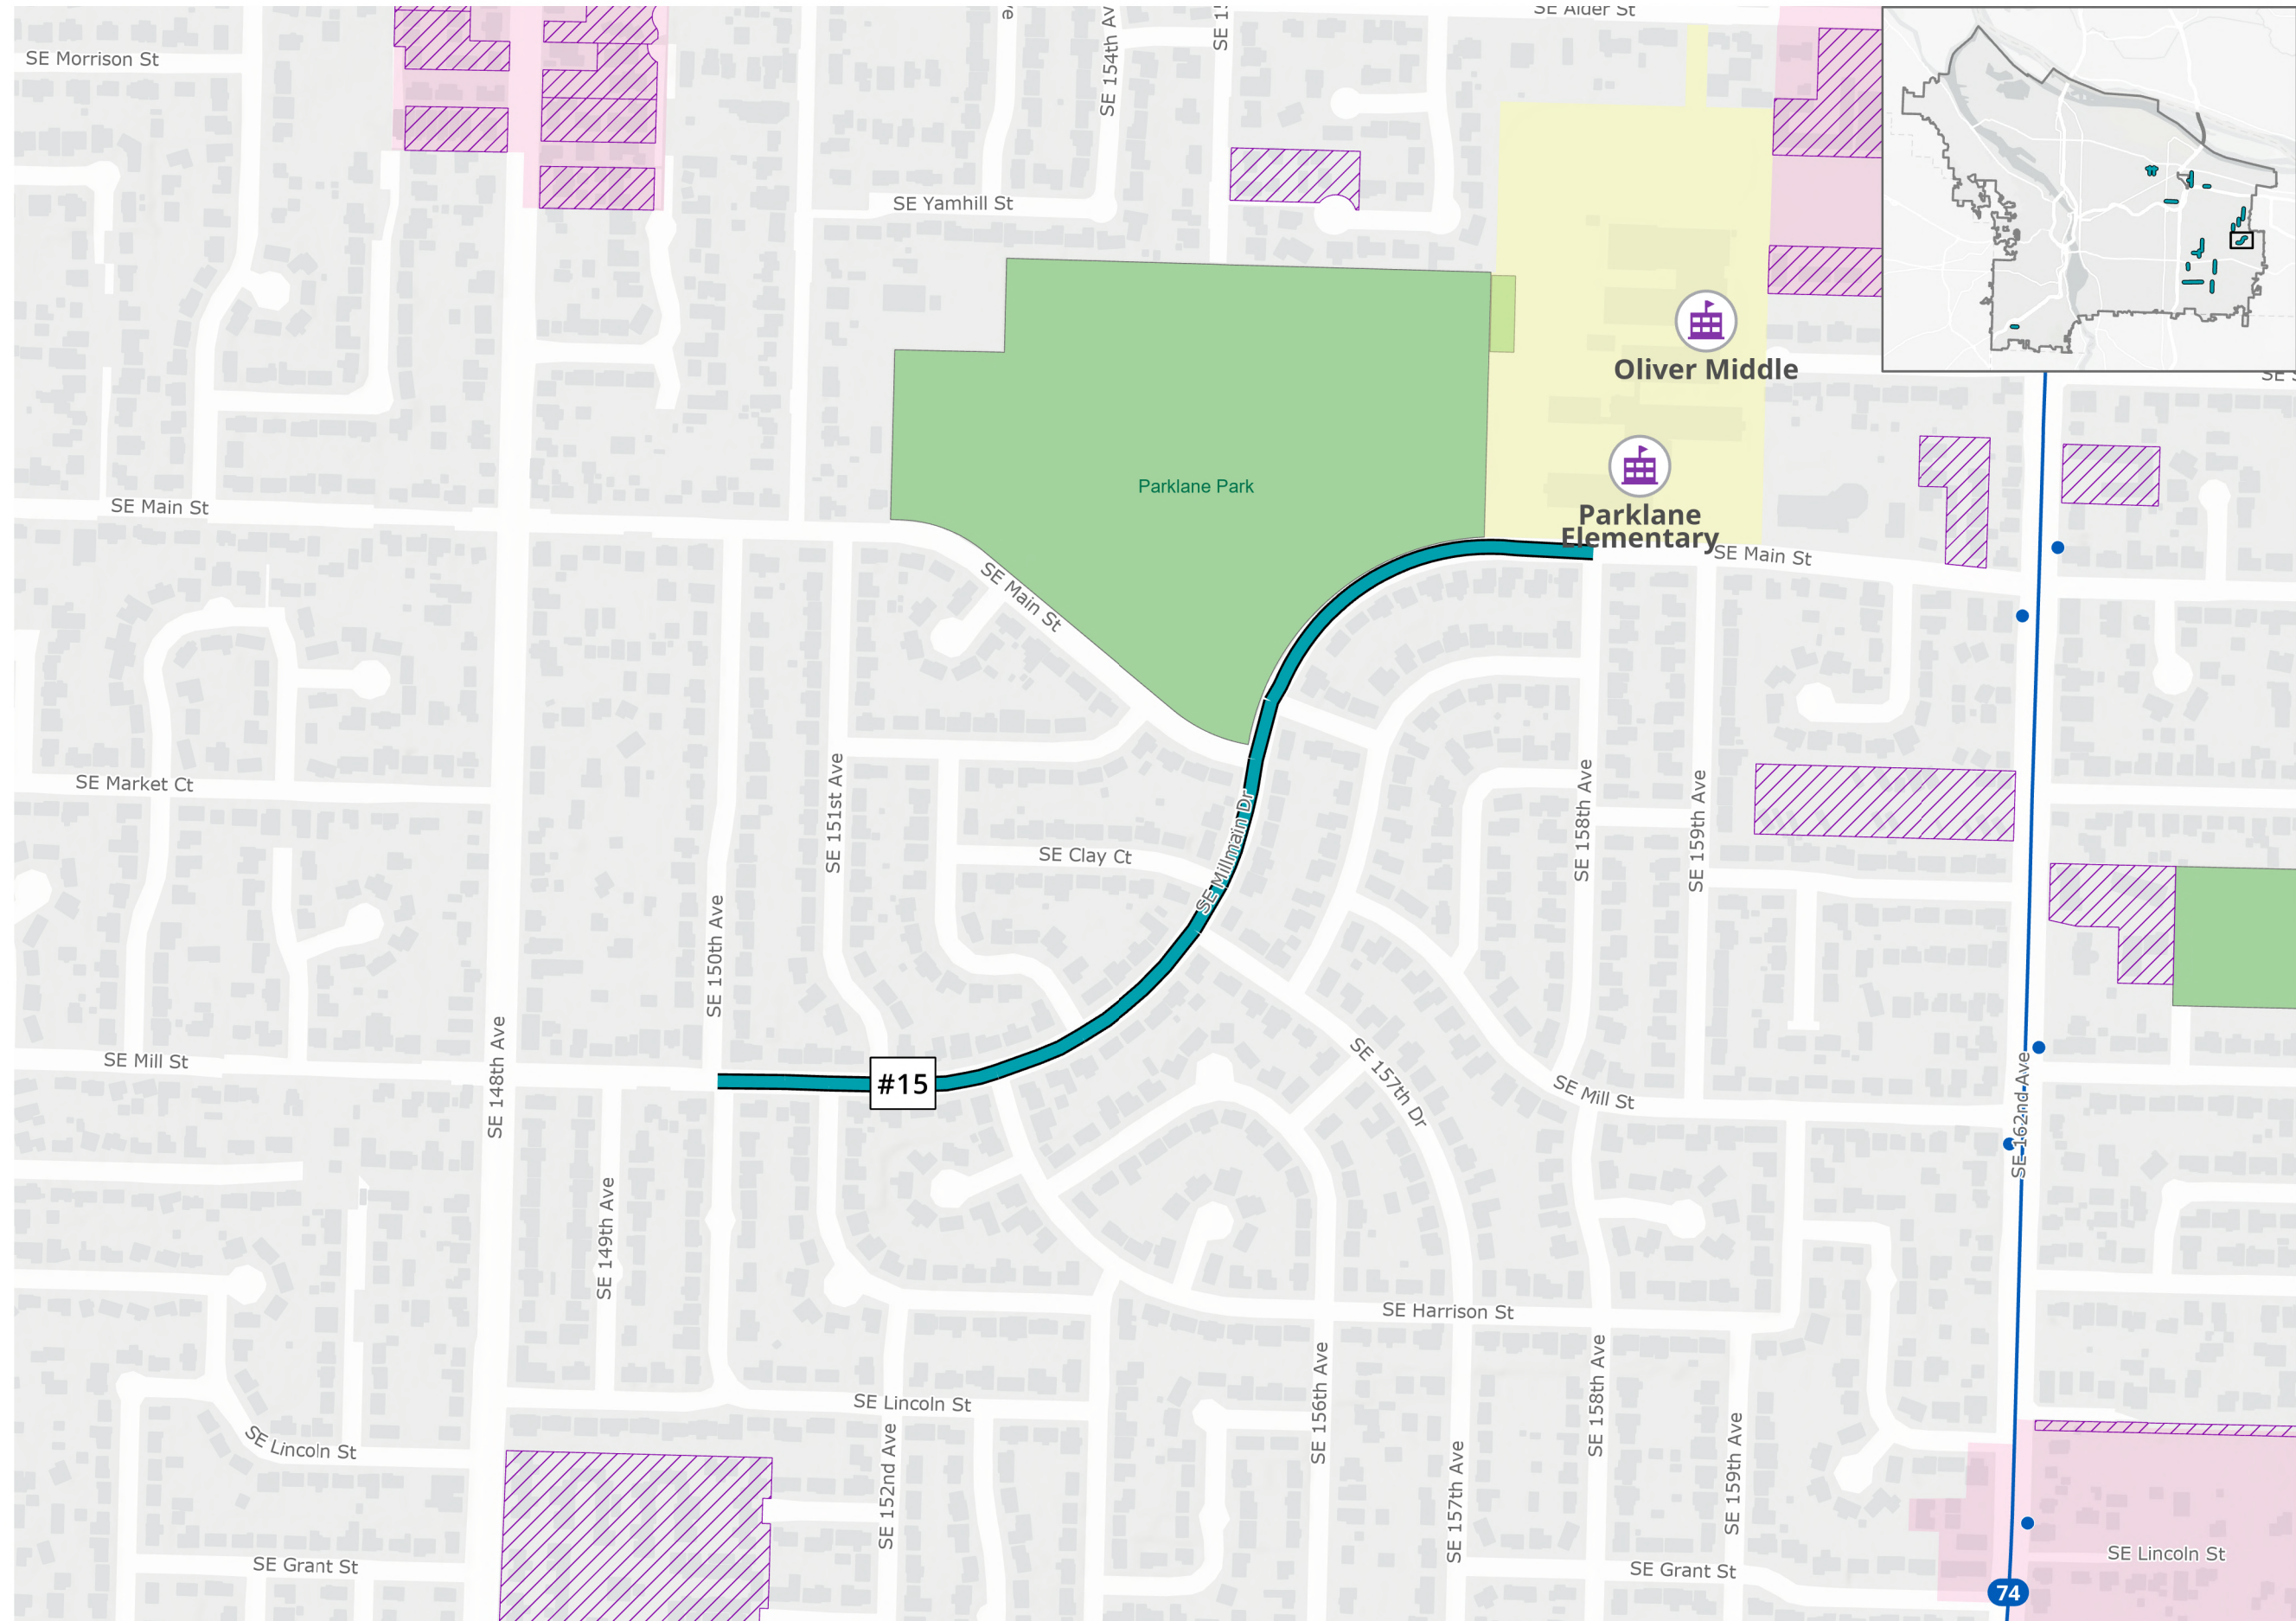 SE Alder St
SE Morrison St
SE 154th Av
SE Yamhill St
Oliver Middle
Parklane Park
SE Main St
Parklane
Elementary
SE Main St
SE Main St
SE Market Ct
SE 151st Ave
SE Millmain Dr
SE 158th Ave
SE 159th Ave
SE Clay Ct
SE 150th Ave
SE Mill St
SE 148th Ave
#15
SE 157th Dr
SE Mill St
SE 162nd Ave
SE 149th Ave
SE Harrison St
SE 156th Ave
SE 158th Ave
SE Lincoln St
SE Lincoln St
SE 152nd Ave
SE 157th Ave
SE 159th Ave
SE Grant St
SE Grant St
SE Lincoln St
74